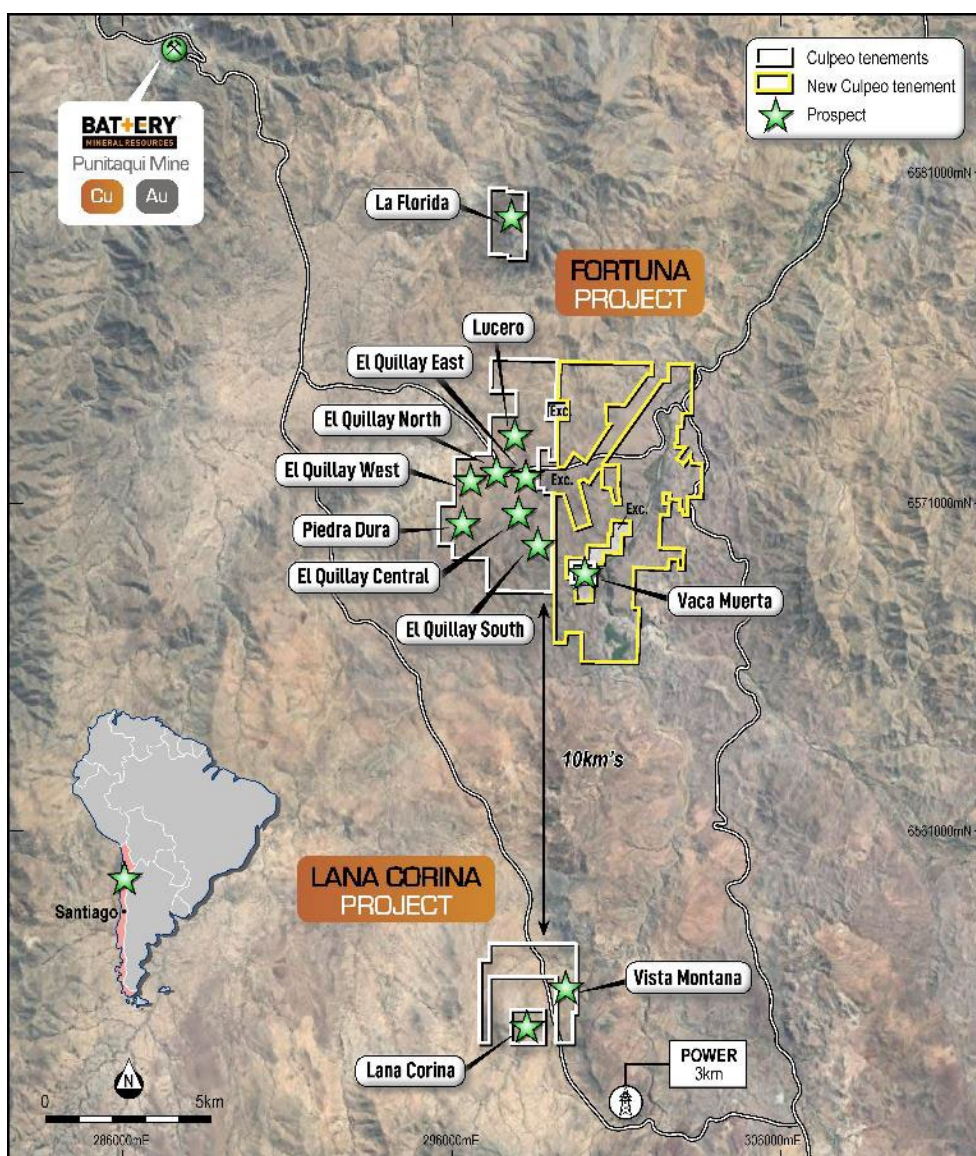 Culpeo tenements
New Culpeo tenement
Prospect
BATTERY
MINERAL RESOURCES
Punitaqui Mine
Cu Au
6581000mN
La Florida
FORTUNA
PROJECT
Lucero
El Quillay East
El Quillay North
Exc.
El Quillay West
Exc.
6571000mN
Exc.
Piedra Dura
El Quillay Central
Vaca Muerta
El Quillay South
10km's
6561000mN
LANA CORINA
PROJECT
Santiago
Vista Montana
Lana Corina
POWER
3km
N
0 5km
286000mE
296000mE
306000mE